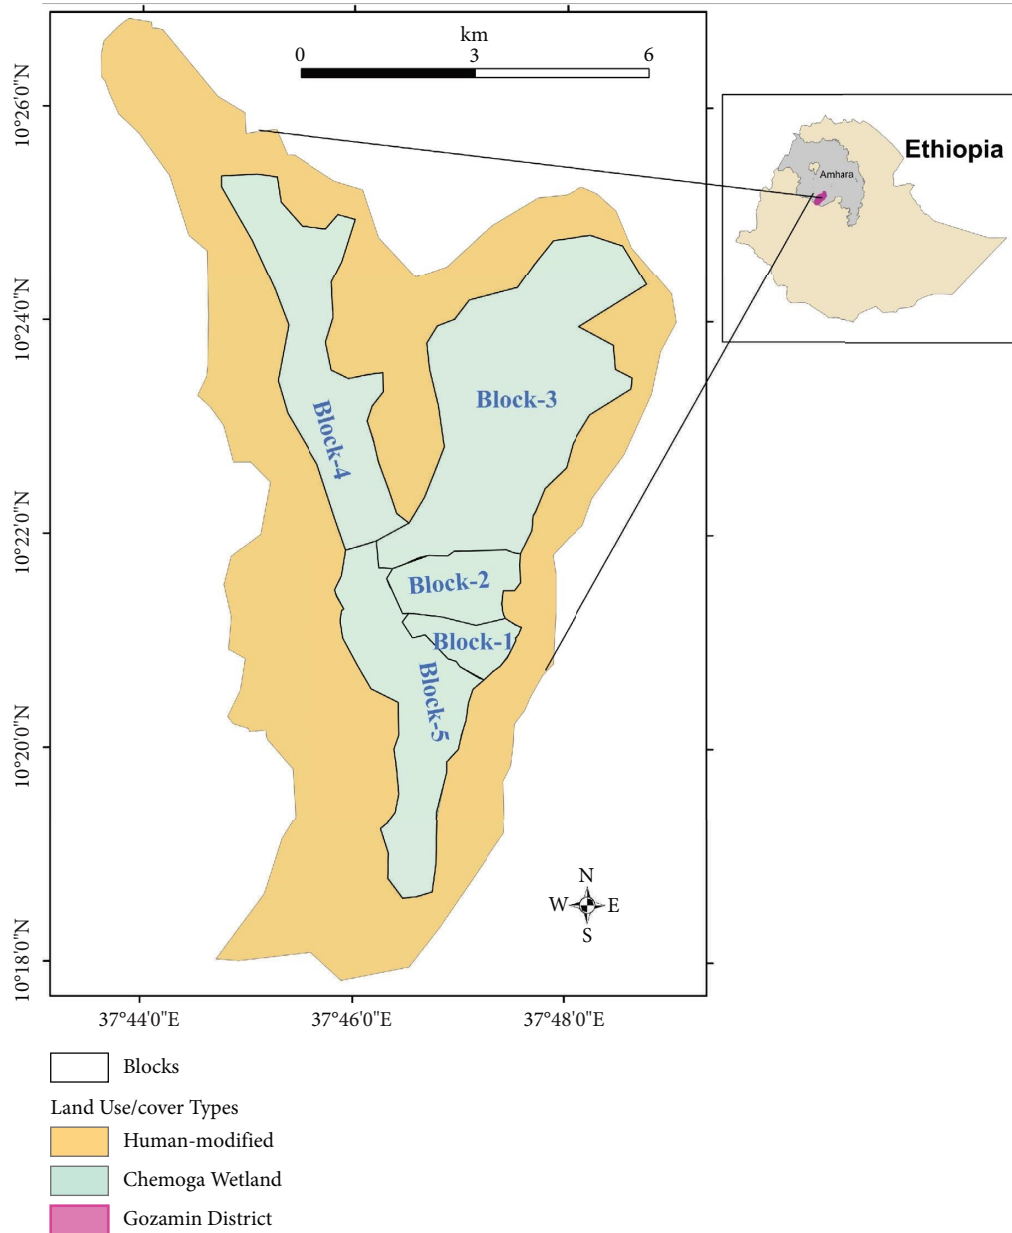 km
0 3 6
10°26'0"N
10°24'0"N
10°22'0"N
10°20'0"N
10°18'0"N
Ethiopia
Amhara
Block-3
Block-4
Block-2
Block-1
Block-5
N
W E
S
37°44'0"E 37°46'0"E 37°48'0"E
Blocks
Land Use/cover Types
Human-modified
Chemoga Wetland
Gozamin District